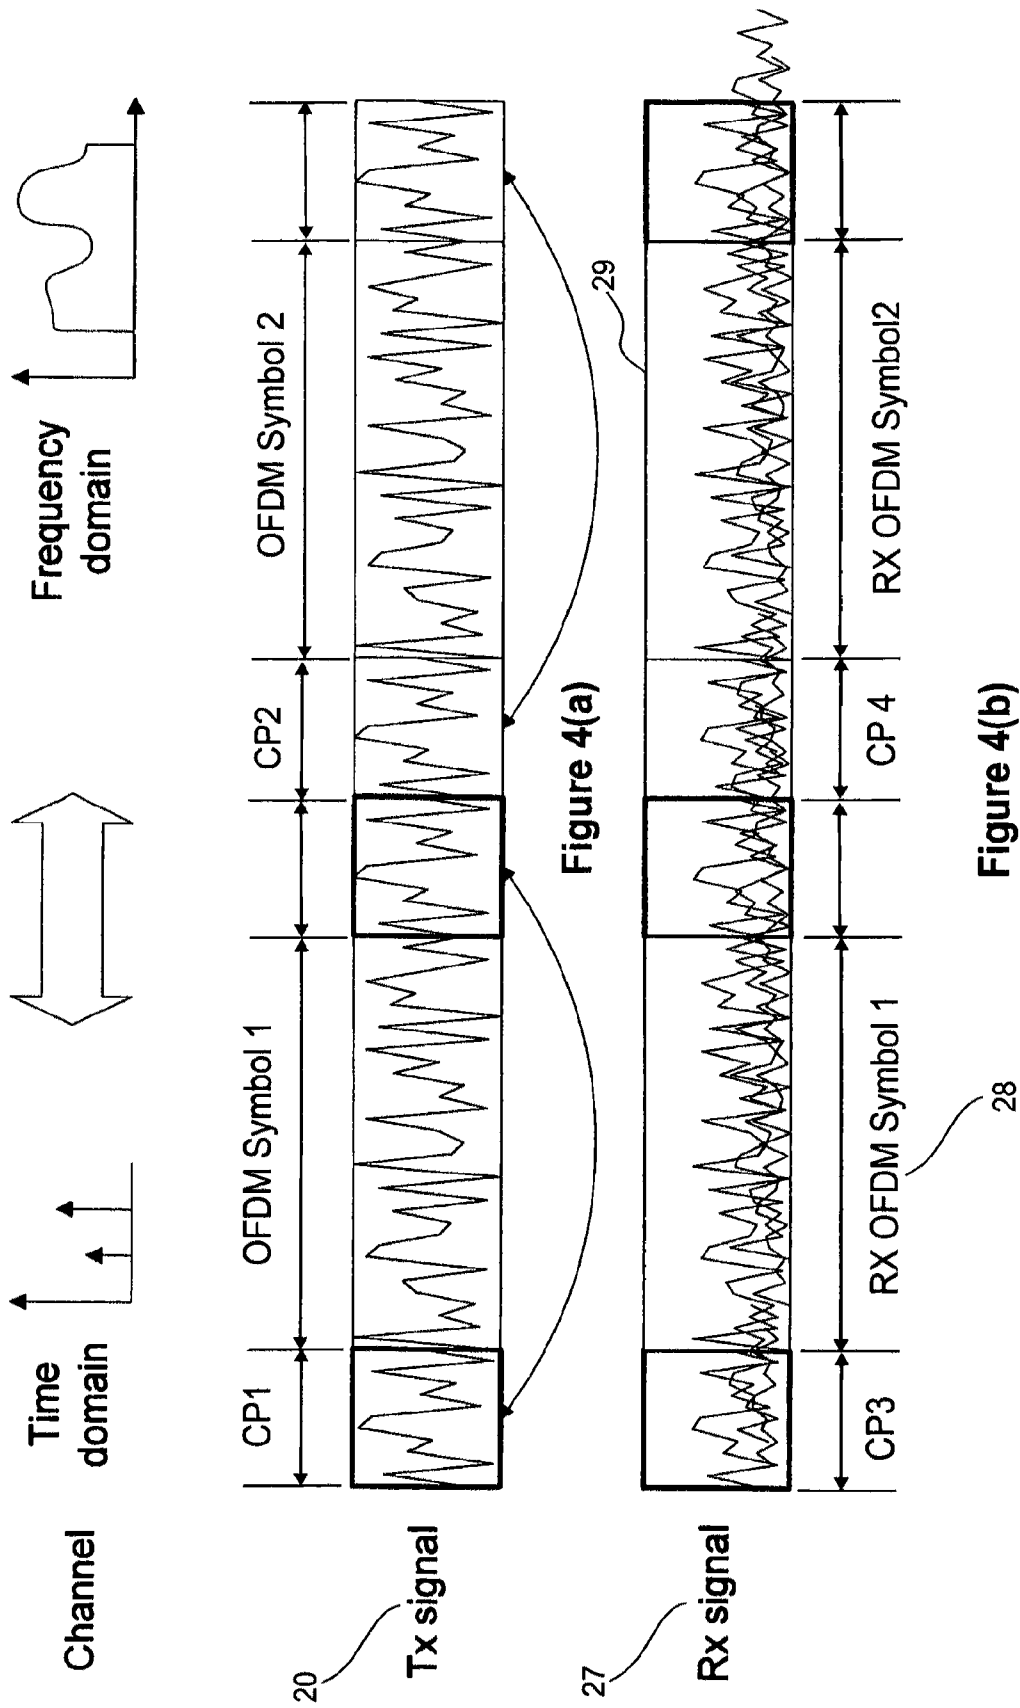 Channel
Time
domain
Frequency
domain
CP1
OFDM Symbol 1
CP2
OFDM Symbol 2
20
Tx signal
Figure 4(a)
29
27
Rx signal
CP3
RX OFDM Symbol 1
CP 4
RX OFDM Symbol2
28
Figure 4(b)